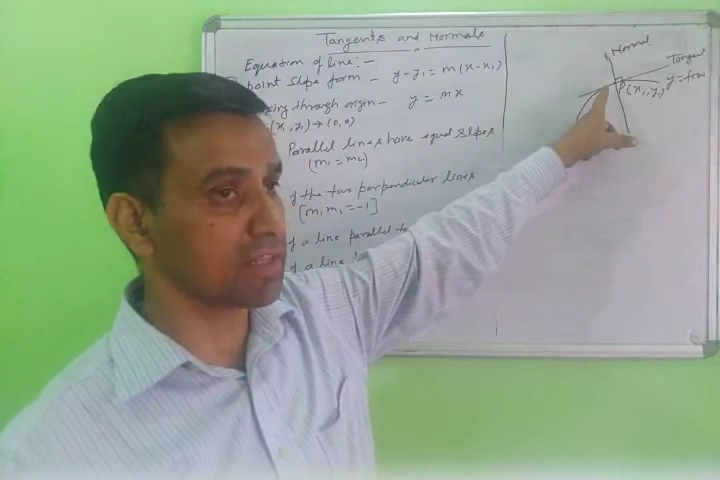 Tangents and Normals
Equation of line:-
point slope form - y-y₁ = m(x-x₁)
through origin - y = mx
(x₁, y₁) → (0,0)
Parallel lines have equal slopes
(m₁ = m₂)
of the two perpendicular lines
[m₁ m₂ = -1]
of a line parallel to
of a line
Normal
Tangent
P(x₁, y₁)